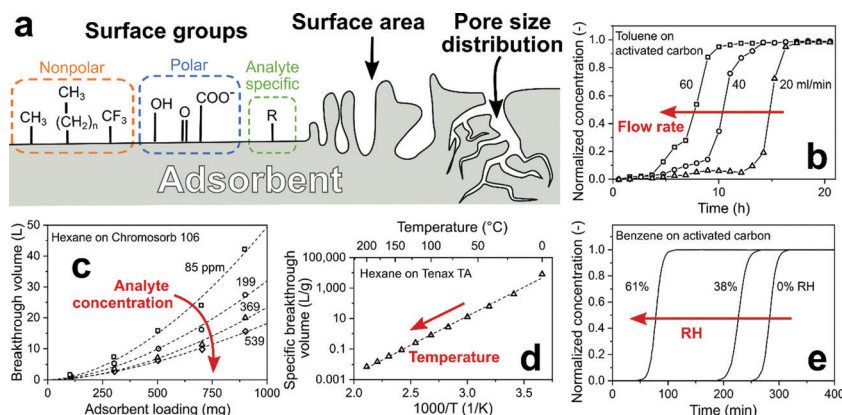 a
Surface groups
Nonpolar
CH3
CH3
(CH2)n
CF3
Polar
OH
O
COO⁻
Analyte
specific
R
Surface area
Pore size
distribution
Adsorbent
Normalized concentration (-)
1.0
0.8
0.6
0.4
0.2
0.0
Toluene on
activated carbon
60
40
20 ml/min
Flow rate
b
0
5
10
15
20
Time (h)
Breakthrough volume (L)
50
40
30
20
10
0
Hexane on Chromosorb 106
c
85 ppm
Analyte
concentration
199
369
539
0
250
500
750
1000
Adsorbent loading (mg)
Temperature (°C)
200
150
100
50
0
Specific breakthrough
volume (L/g)
100,000
1,000
10
0.1
0.001
Hexane on Tenax TA
Temperature
d
2.0
2.5
3.0
3.5
1000/T (1/K)
Normalized concentration (-)
1.0
0.8
0.6
0.4
0.2
0.0
Benzene on activated carbon
61%
38%
0% RH
RH
e
0
100
200
300
400
Time (min)